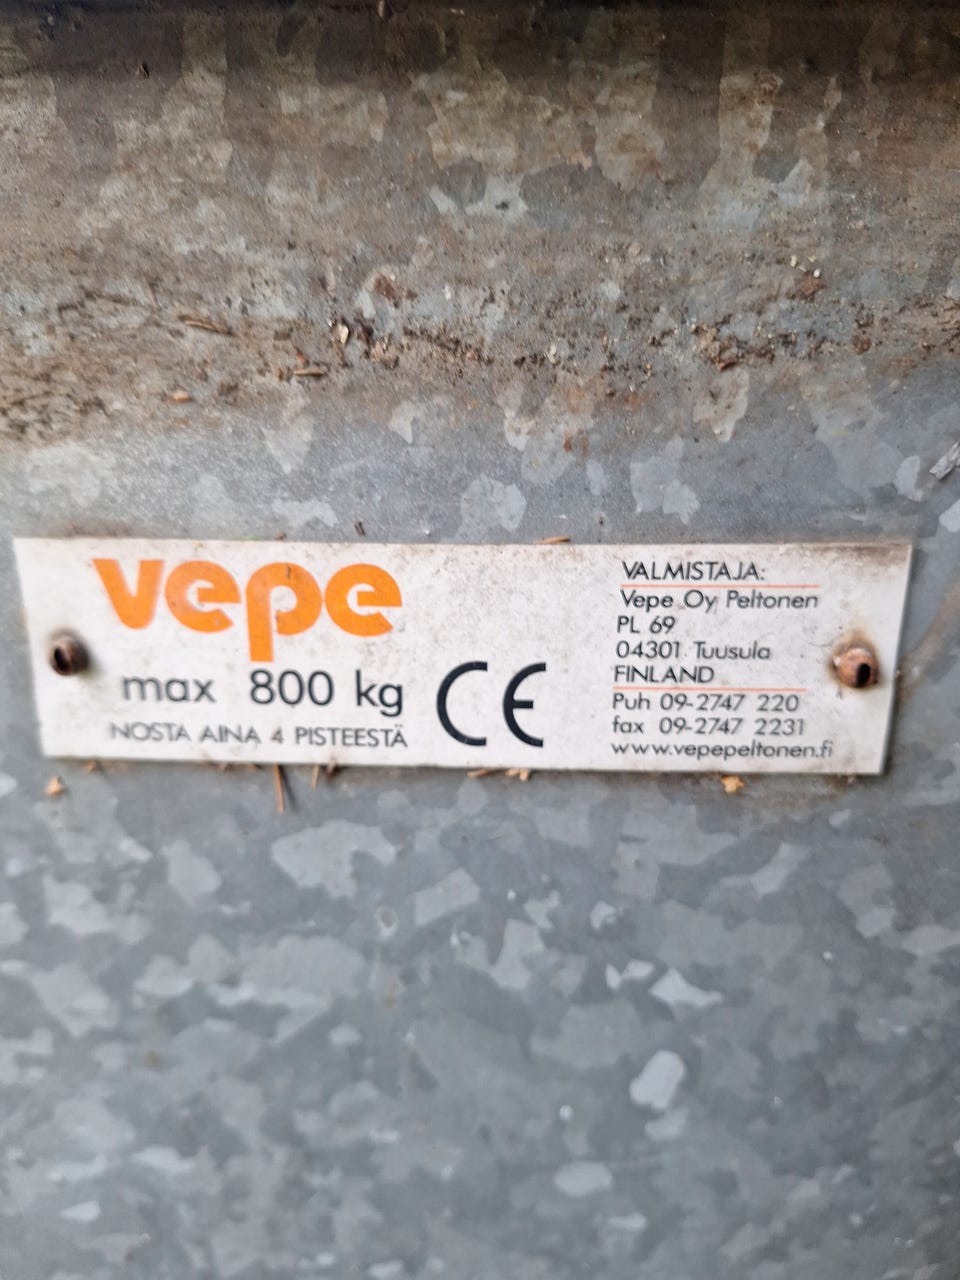 vepe
max 800 kg
NOSTA AINA 4 PISTEESTÄ
CE
VALMISTAJA:
Vepe Oy Peltonen
PL 69
04301 Tuusula
FINLAND
Puh 09-2747 220
fax 09-2747 2231
www.vepepeltonen.fi